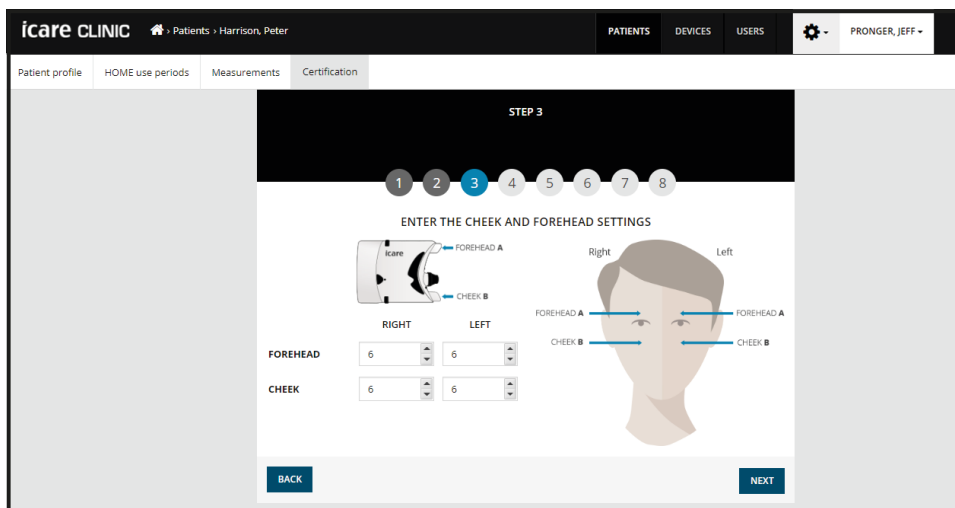 icare CLINIC › Patients › Harrison, Peter PATIENTS DEVICES USERS PRONGER, JEFF
Patient profile HOME use periods Measurements Certification
STEP 3
1 2 3 4 5 6 7 8
ENTER THE CHEEK AND FOREHEAD SETTINGS
icare
FOREHEAD A
CHEEK B
RIGHT LEFT
FOREHEAD 6 6
CHEEK 6 6
Right Left
FOREHEAD A FOREHEAD A
CHEEK B CHEEK B
BACK NEXT